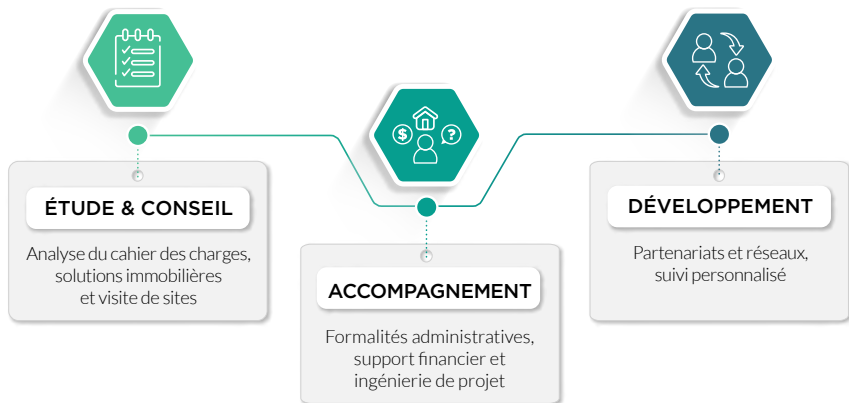 ÉTUDE & CONSEIL
Analyse du cahier des charges,
solutions immobilières
et visite de sites
$
?
ACCOMPAGNEMENT
Formalités administratives,
support financier et
ingénierie de projet
DÉVELOPPEMENT
Partenariats et réseaux,
suivi personnalisé